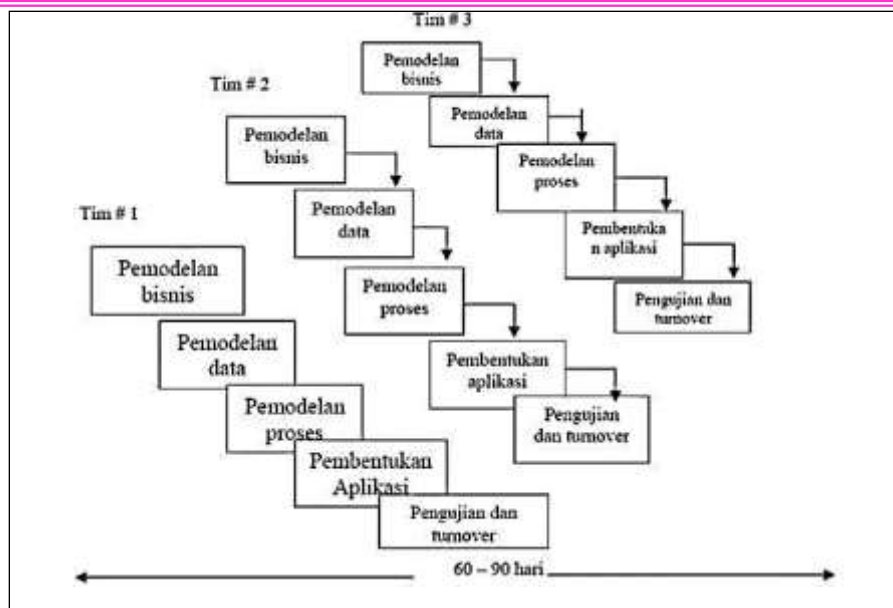 Tim # 3
Pemodelan
bisnis
Pemodelan
data
Pemodelan
proses
Pembentuka
n aplikasi
Pengujian dan
turnover
Tim # 2
Pemodelan
bisnis
Pemodelan
data
Pemodelan
proses
Pembentukan
aplikasi
Pengujian
dan turnover
Tim # 1
Pemodelan
bisnis
Pemodelan
data
Pemodelan
proses
Pembentukan
Aplikasi
Pengujian dan
turnover
60 – 90 hari